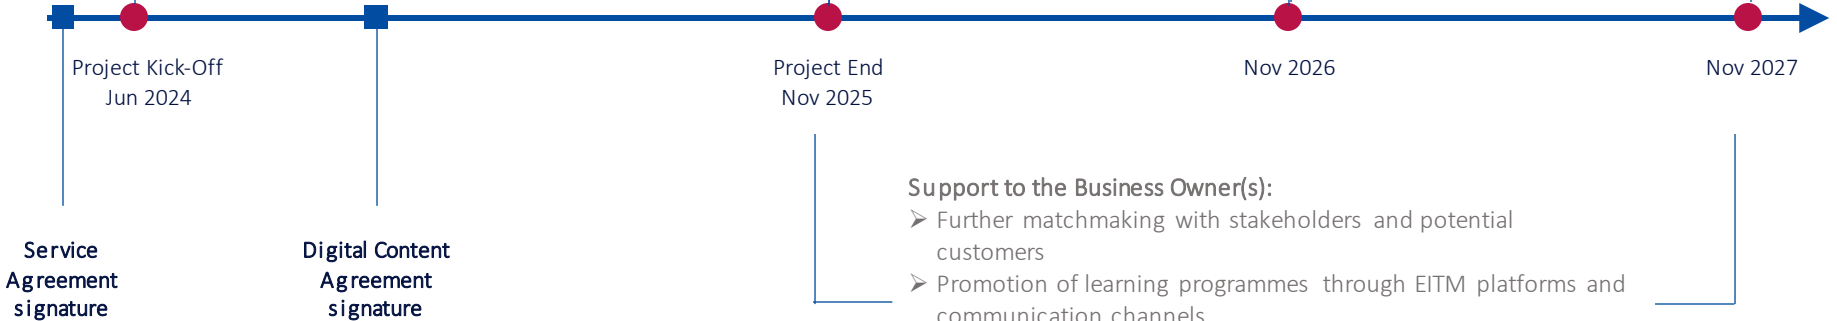 Project Kick-Off
Jun 2024
Project End
Nov 2025
Nov 2026
Nov 2027
Service
Agreement
signature
Digital Content
Agreement
signature
Support to the Business Owner(s):
➢ Further matchmaking with stakeholders and potential
customers
➢ Promotion of learning programmes through EITM platforms and
communication channels